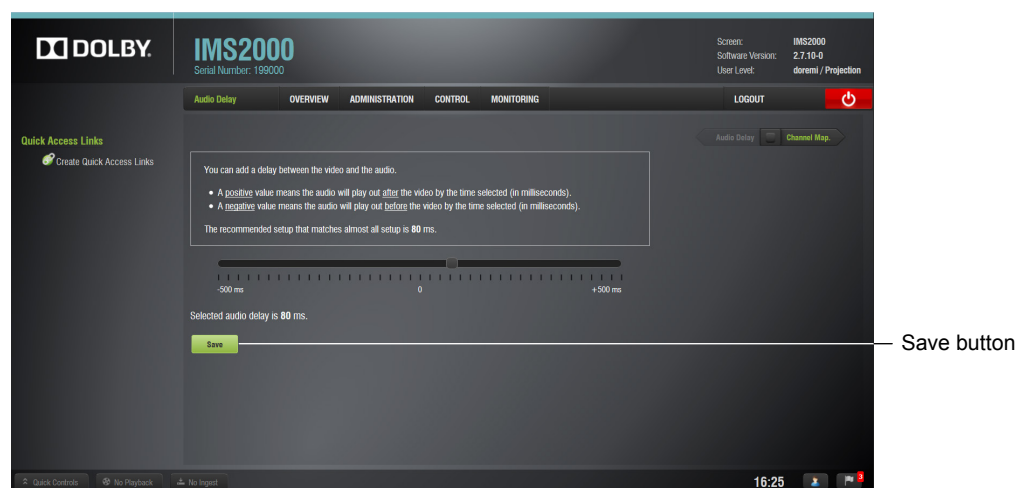 DOLBY.
IMS2000
Serial Number: 199000
Screen: IMS2000
Software Version: 2.7.10-0
User Level: doremi / Projection
Audio Delay OVERVIEW ADMINISTRATION CONTROL MONITORING LOGOUT
Quick Access Links
Create Quick Access Links
Audio Delay Channel Map.
You can add a delay between the video and the audio.
• A positive value means the audio will play out after the video by the time selected (in milliseconds).
• A negative value means the audio will play out before the video by the time selected (in milliseconds).
The recommended setup that matches almost all setup is 80 ms.
-500 ms 0 +500 ms
Selected audio delay is 80 ms.
Save
Save button
Quick Controls No Playback No Ingest 16:25 3